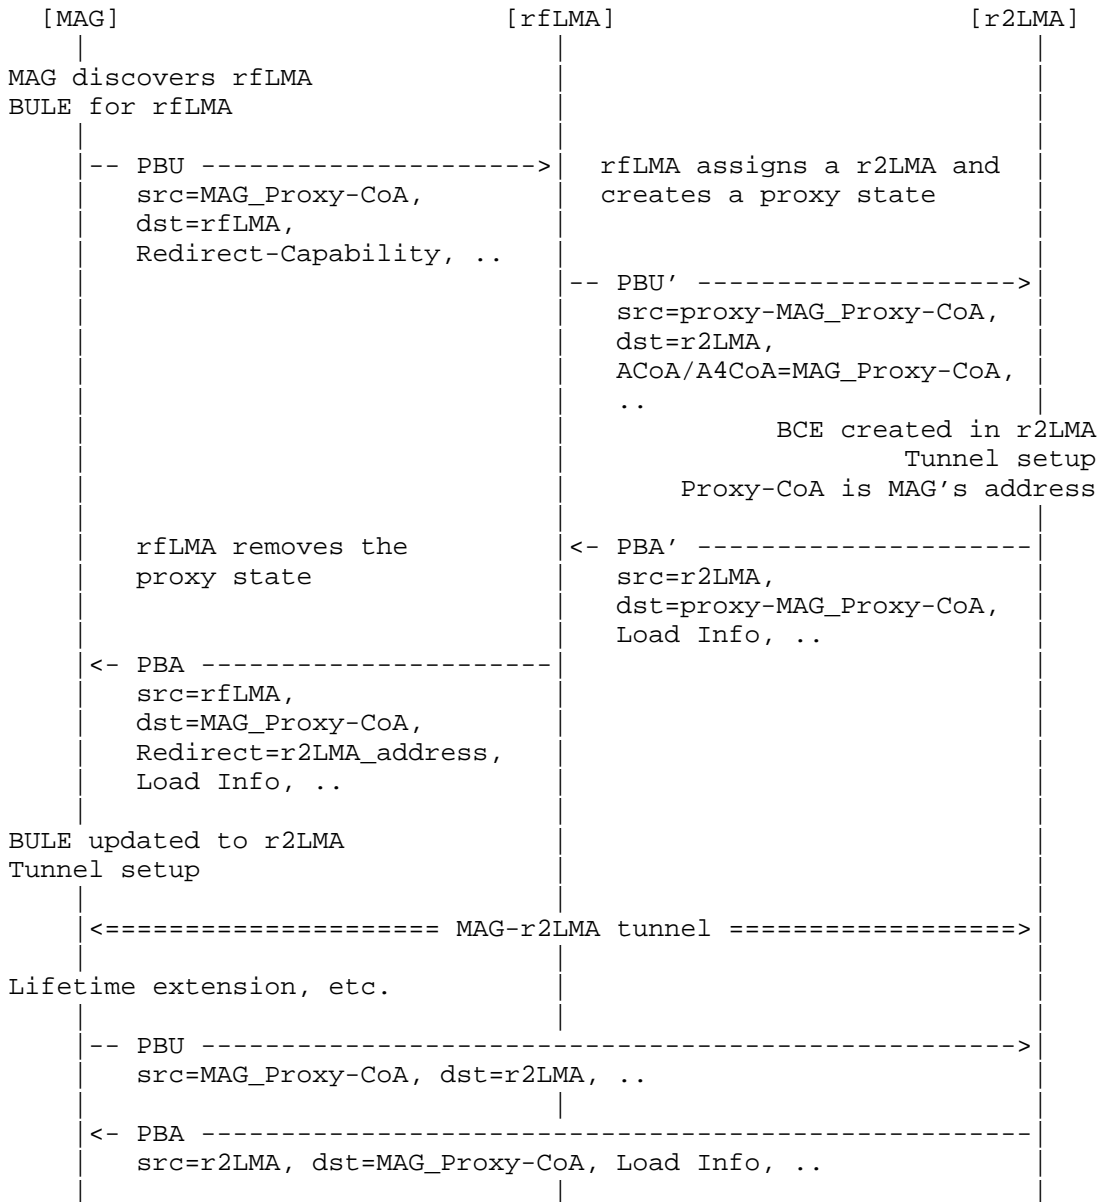 [MAG] [rfLMA] [r2LMA]
MAG discovers rfLMA
BULE for rfLMA
|-- PBU --------------------->| rfLMA assigns a r2LMA and
src=MAG_Proxy-CoA, creates a proxy state
dst=rfLMA,
Redirect-Capability, ..
|-- PBU' -------------------->|
src=proxy-MAG_Proxy-CoA,
dst=r2LMA,
ACoA/A4CoA=MAG_Proxy-CoA,
..
BCE created in r2LMA
Tunnel setup
Proxy-CoA is MAG's address
rfLMA removes the |<- PBA' ---------------------|
proxy state src=r2LMA,
dst=proxy-MAG_Proxy-CoA,
Load Info, ..
|<- PBA ----------------------|
src=rfLMA,
dst=MAG_Proxy-CoA,
Redirect=r2LMA_address,
Load Info, ..
BULE updated to r2LMA
Tunnel setup
|<===================== MAG-r2LMA tunnel ==================>|
Lifetime extension, etc.
|-- PBU --------------------------------------------------->|
src=MAG_Proxy-CoA, dst=r2LMA, ..
|<- PBA ----------------------------------------------------|
src=r2LMA, dst=MAG_Proxy-CoA, Load Info, ..